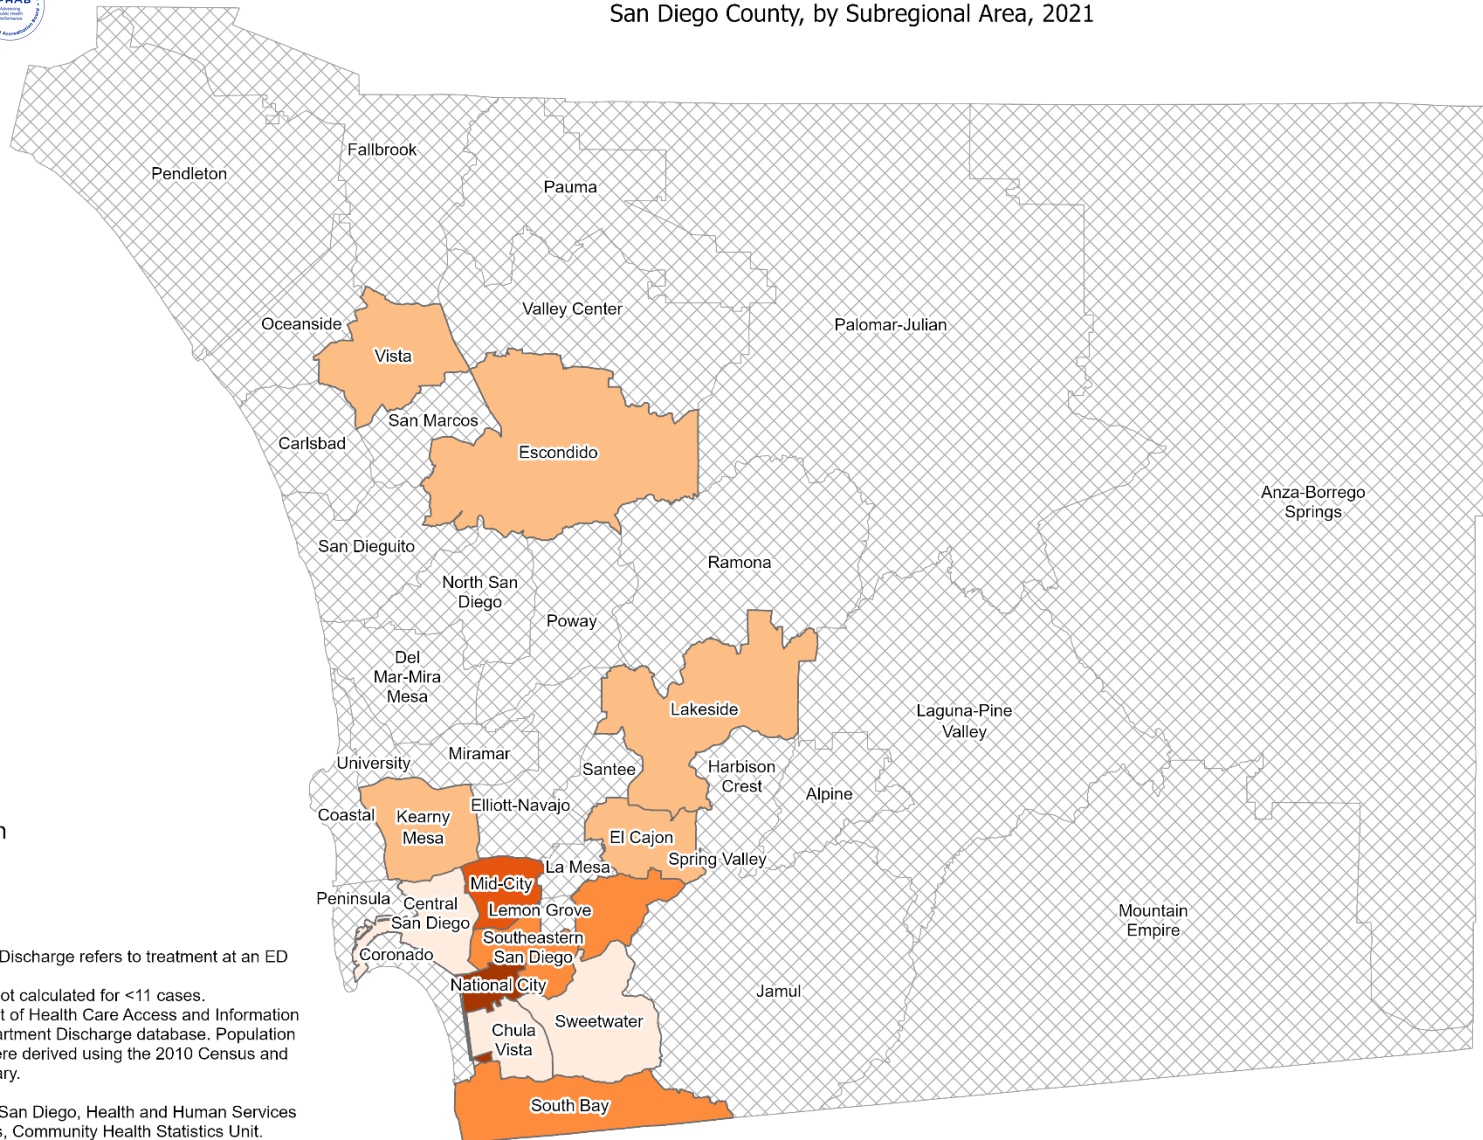 PHAB
Advancing
Public Health
Performance
San Diego County, by Subregional Area, 2021
Fallbrook
Pendleton
Pauma
Valley Center
Oceanside
Palomar-Julian
Vista
San Marcos
Carlsbad
Escondido
Anza-Borrego
Springs
San Dieguito
Ramona
North San
Diego
Poway
Del
Mar-Mira
Mesa
Lakeside
Laguna-Pine
Valley
Miramar
University
Santee
Harbison
Crest
Alpine
Elliott-Navajo
Coastal
Kearny
Mesa
El Cajon
Spring Valley
La Mesa
Mid-City
Peninsula
Central
San Diego
Lemon Grove
Mountain
Empire
Southeastern
San Diego
Coronado
National City
Jamul
Sweetwater
Chula
Vista
South Bay
n
Discharge refers to treatment at an ED
ot calculated for <11 cases.
t of Health Care Access and Information
artment Discharge database. Population
ere derived using the 2010 Census and
ary.
San Diego, Health and Human Services
s, Community Health Statistics Unit.